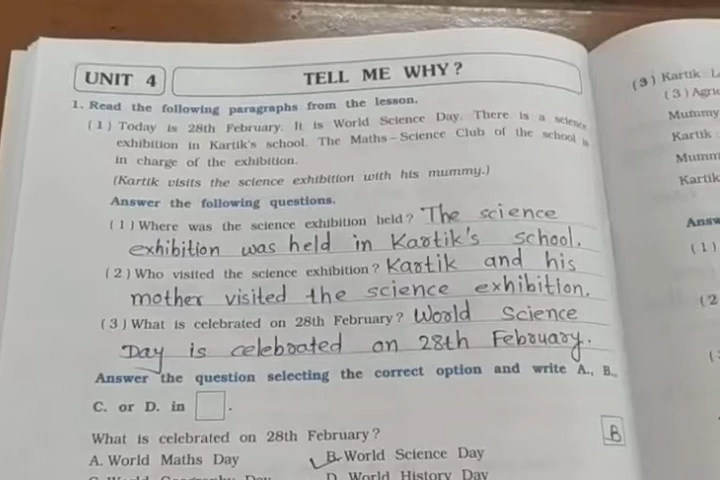 UNIT 4
TELL ME WHY?
1. Read the following paragraphs from the lesson.
(1) Today is 28th February. It is World Science Day. There is a science
exhibition in Kartik's school. The Maths-Science Club of the school is
in charge of the exhibition.
(Kartik visits the science exhibition with his mummy.)
Answer the following questions.
(1) Where was the science exhibition held? The science
exhibition was held in Kartik's school.
(2) Who visited the science exhibition? Kartik and his
mother visited the science exhibition.
(3) What is celebrated on 28th February? World Science
Day is celebrated on 28th February.
Answer the question selecting the correct option and write A., B.,
C. or D. in .
What is celebrated on 28th February? B
A. World Maths Day B. World Science Day
D. World History Day
(3) Kartik
(3)
Mummy
Kartik
Kartik
(1)
(2